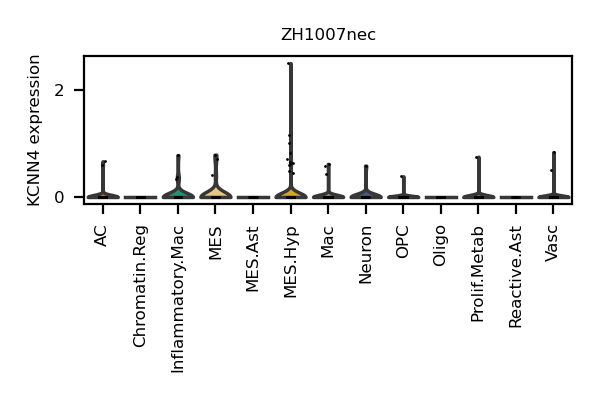 ZH1007nec
KCNN4 expression
2
0
AC
Chromatin.Reg
Inflammatory.Mac
MES
MES.Ast
MES.Hyp
Mac
Neuron
OPC
Oligo
Prolif.Metab
Reactive.Ast
Vasc